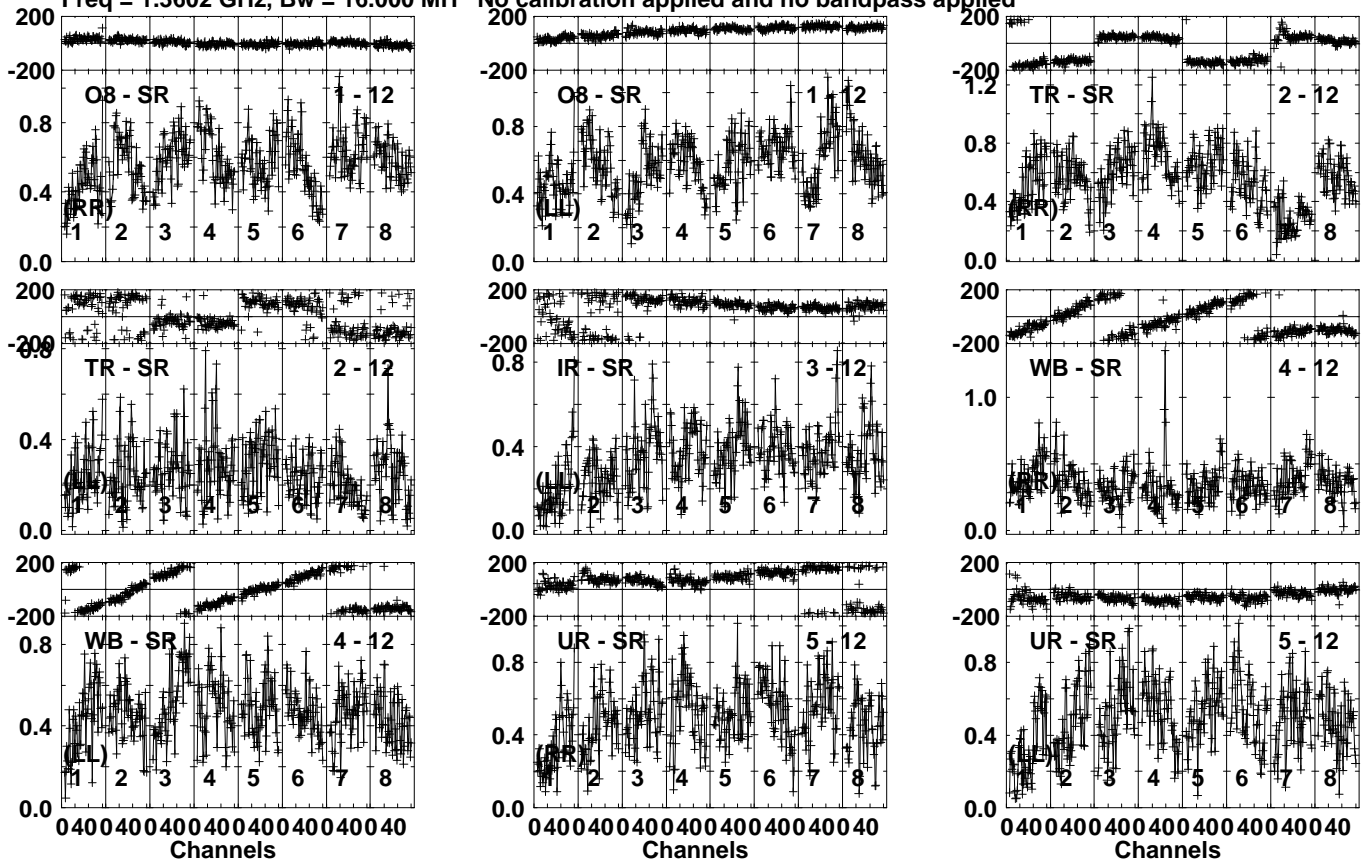 Freq = 1.3602 GHz, Bw = 16.000 MH No calibration applied and no bandpass applied
200 200 200
-200 -200 -200
O8 - SR 1 - 12 O8 - SR 1 - 12 TR - SR 2 - 12
1.2
0.8 0.8 0.8
0.4 0.4 0.4
(RR) (LL) (RR)
1 2 3 4 5 6 7 8 1 2 3 4 5 6 7 8 1 2 3 4 5 6 7 8
0.0 0.0 0.0
200 200 200
-200 -200 -200
0.8
TR - SR 2 - 12 IR - SR 3 - 12 WB - SR 4 - 12
0.8 1.0
0.4 0.4
(LL) (LL) (RR)
1 2 3 4 5 6 7 8 1 2 3 4 5 6 7 8 1 2 3 4 5 6 7 8
0.0 0.0 0.0
200 200 200
-200 -200 -200
WB - SR 4 - 12 UR - SR 5 - 12 UR - SR 5 - 12
0.8 0.8 0.8
0.4 0.4 0.4
(LL) (RR) (LL)
1 2 3 4 5 6 7 8 1 2 3 4 5 6 7 8 1 2 3 4 5 6 7 8
0.0 0.0 0.0
0 40 0 40 0 40 0 40 0 40 0 40 0 40 0 40 0 40 0 40 0 40 0 40 0 40 0 40 0 40 0 40 0 40 0 40 0 40 0 40 0 40 0 40 0 40 0 40
Channels Channels Channels